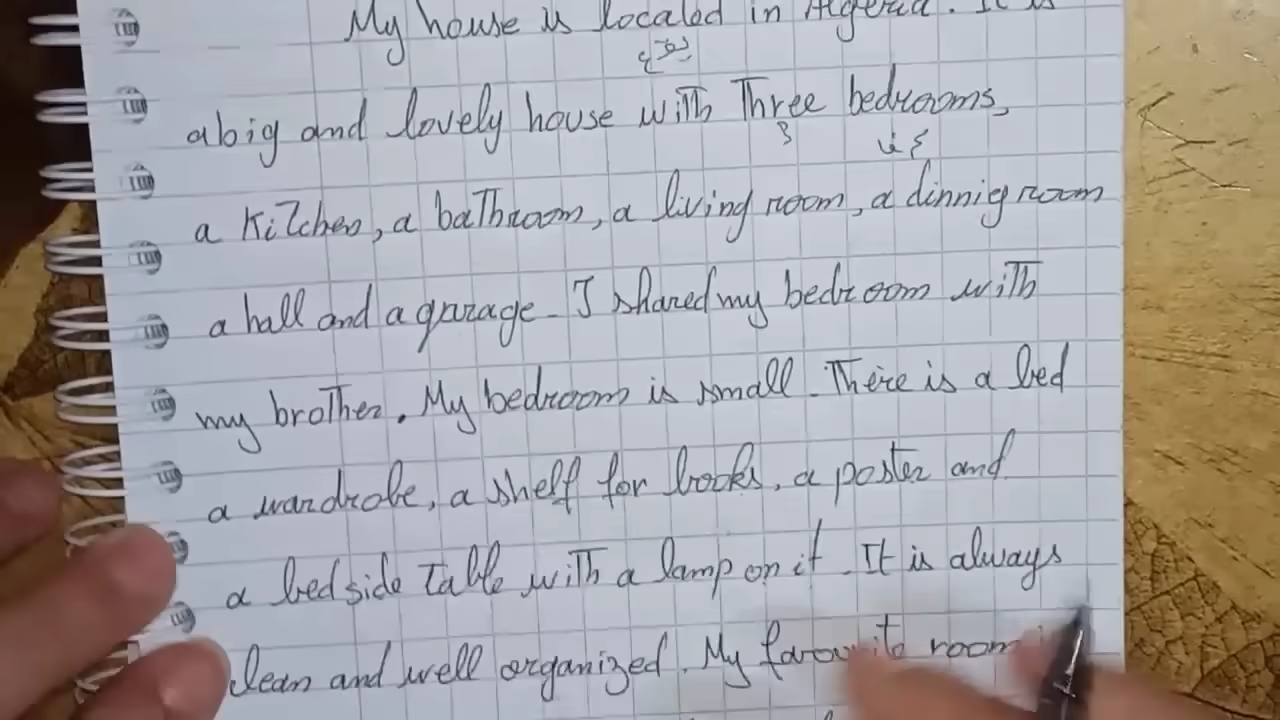 My house is localed in Algeria. It is
تقع
a big and lovely house with Three bedrooms,
3
a Kitchen, a bathroom, a living room, a dinnig room
a hall and a garage. I shared my bedroom with
my brother. My bedroom is small. There is a bed
a wardrobe, a shelf for books, a poster and
a bedside table with a lamp on it. It is always
clean and well organized. My favourite room